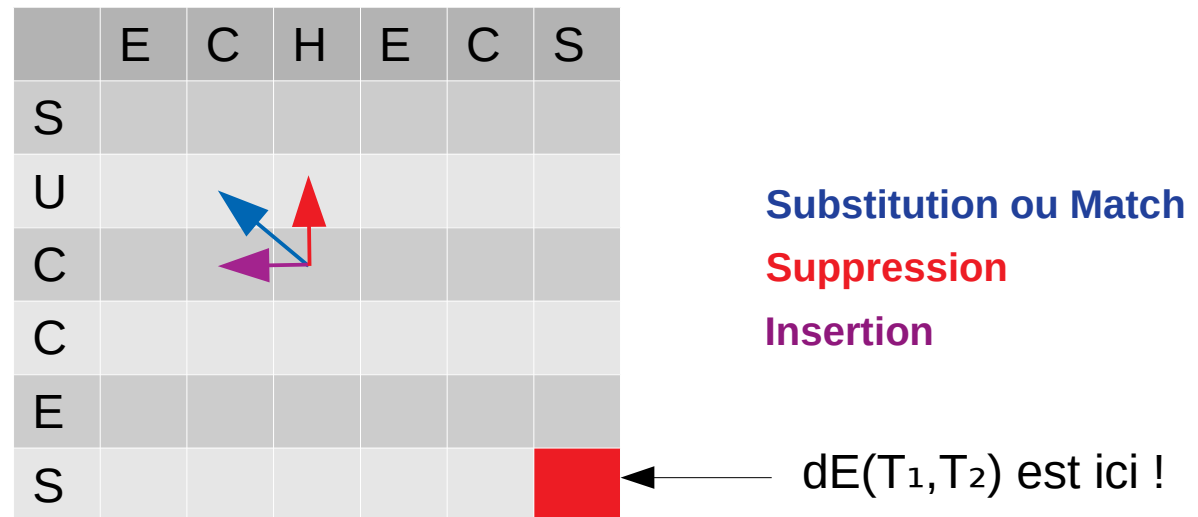 E C H E C S
S
U
C
C
E
S
Substitution ou Match
Suppression
Insertion
dE(T₁,T₂) est ici !